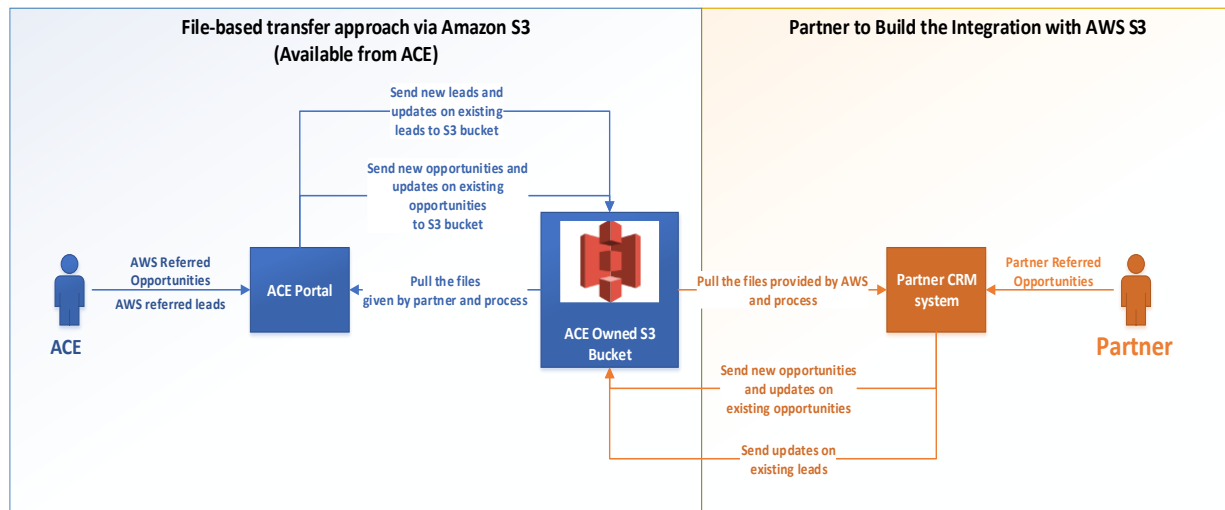 File-based transfer approach via Amazon S3
(Available from ACE)
Partner to Build the Integration with AWS S3
Send new leads and
updates on existing
leads to S3 bucket
Send new opportunities and
updates on existing
opportunities
to S3 bucket
AWS Referred
Opportunities
AWS referred leads
ACE
ACE Portal
Pull the files
given by partner and process
ACE Owned S3
Bucket
Pull the files provided by AWS
and process
Partner CRM
system
Partner Referred
Opportunities
Partner
Send new opportunities
and updates on
existing opportunities
Send updates on
existing leads